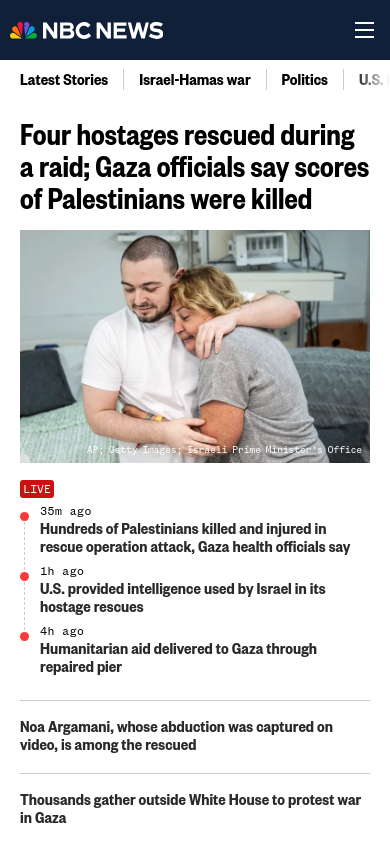 NBC NEWS
Latest Stories
Israel-Hamas war
Politics
U.S.
Four hostages rescued during
a raid; Gaza officials say scores
of Palestinians were killed
AP; Getty Images; Israeli Prime Minister's Office
LIVE
35m ago
Hundreds of Palestinians killed and injured in
rescue operation attack, Gaza health officials say
1h ago
U.S. provided intelligence used by Israel in its
hostage rescues
4h ago
Humanitarian aid delivered to Gaza through
repaired pier
Noa Argamani, whose abduction was captured on
video, is among the rescued
Thousands gather outside White House to protest war
in Gaza